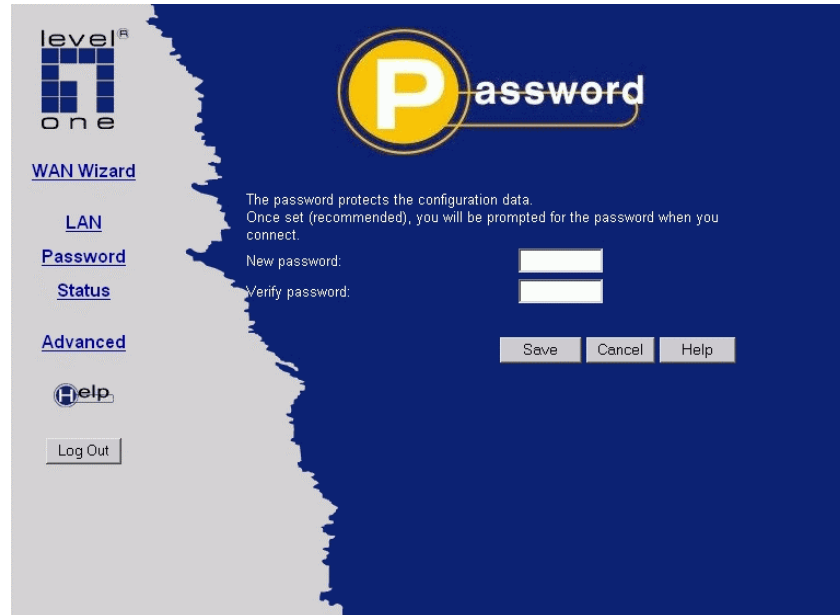 level®
one
WAN Wizard
LAN
Password
Status
Advanced
Help
Log Out
Password
The password protects the configuration data.
Once set (recommended), you will be prompted for the password when you
connect.
New password:
Verify password:
Save Cancel Help